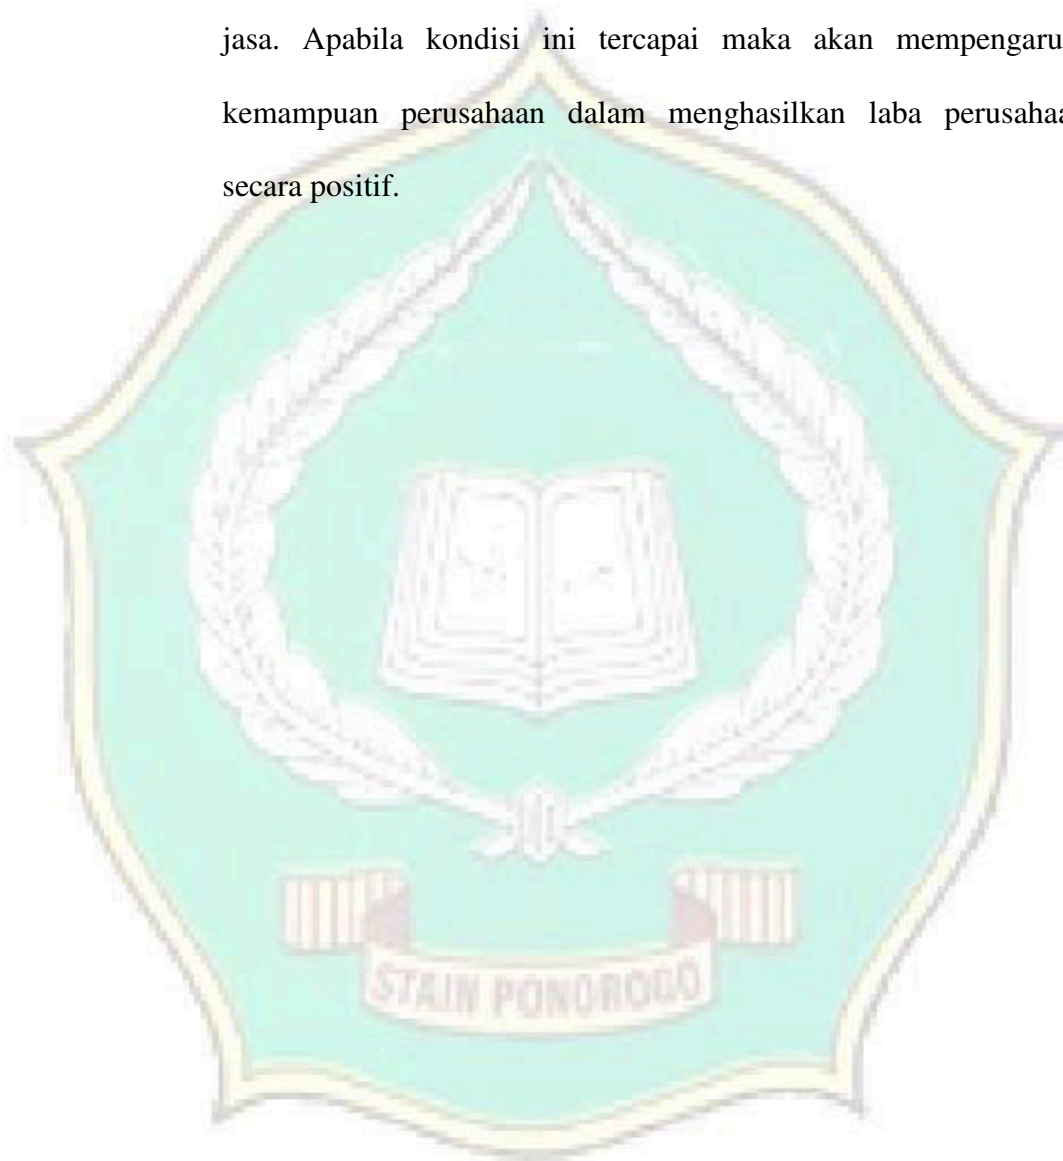 jasa. Apabila kondisi ini tercapai maka akan mempengaru
kemampuan perusahaan dalam menghasilkan laba perusahaa
secara positif.
STAIN PONOROGO